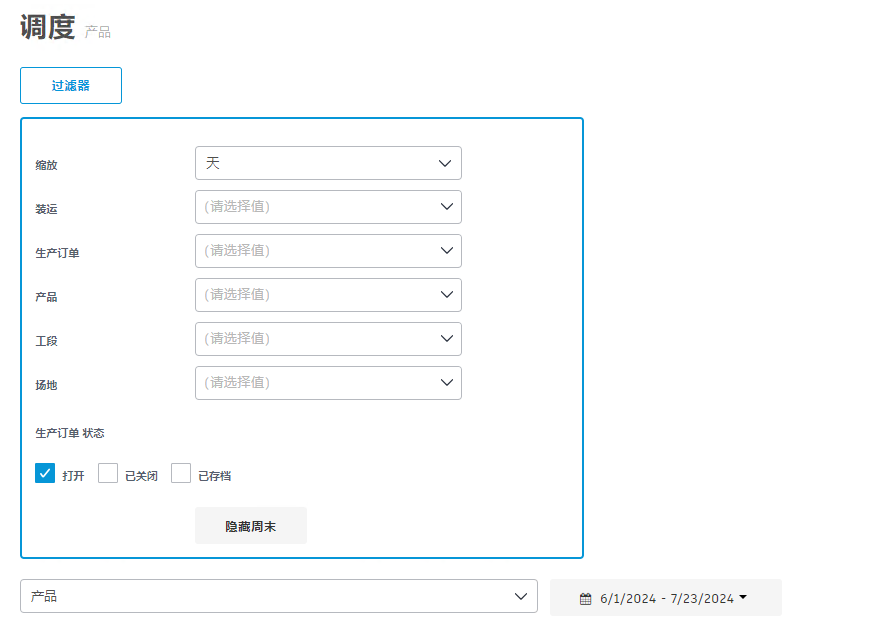 调度 产品
过滤器
缩放 天
装运 (请选择值)
生产订单 (请选择值)
产品 (请选择值)
工段 (请选择值)
场地 (请选择值)
生产订单 状态
打开 已关闭 已存档
隐藏周末
产品 6/1/2024 - 7/23/2024